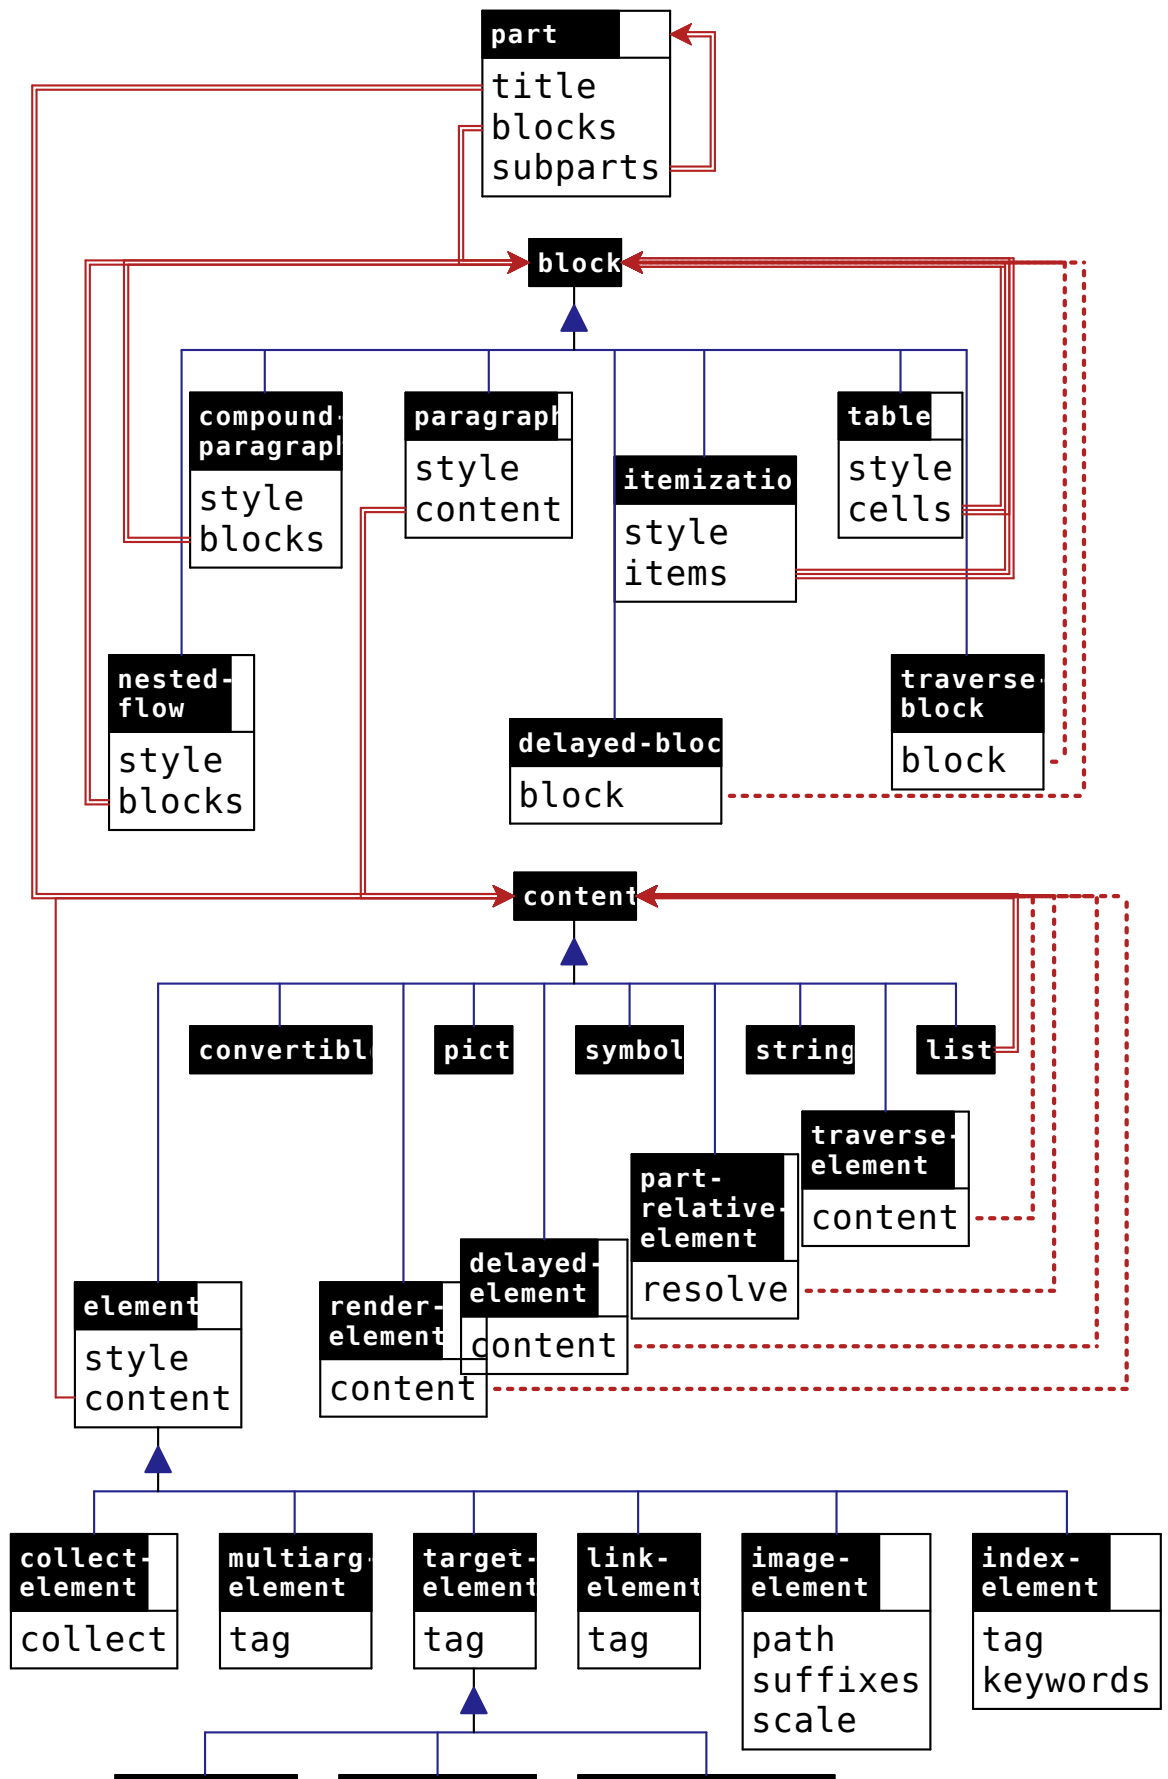 part
title
blocks
subparts
block
compound-
paragraph
style
blocks
paragraph
style
content
itemizatio
style
items
table
style
cells
nested-
flow
style
blocks
delayed-bloc
block
traverse-
block
block
content
convertibl
pict
symbol
string
list
traverse-
element
content
part-
relative-
element
resolve
delayed-
element
content
element
style
content
render-
element
content
collect-
element
collect
multiarg-
element
tag
target-
element
tag
link-
element
tag
image-
element
path
suffixes
scale
index-
element
tag
keywords